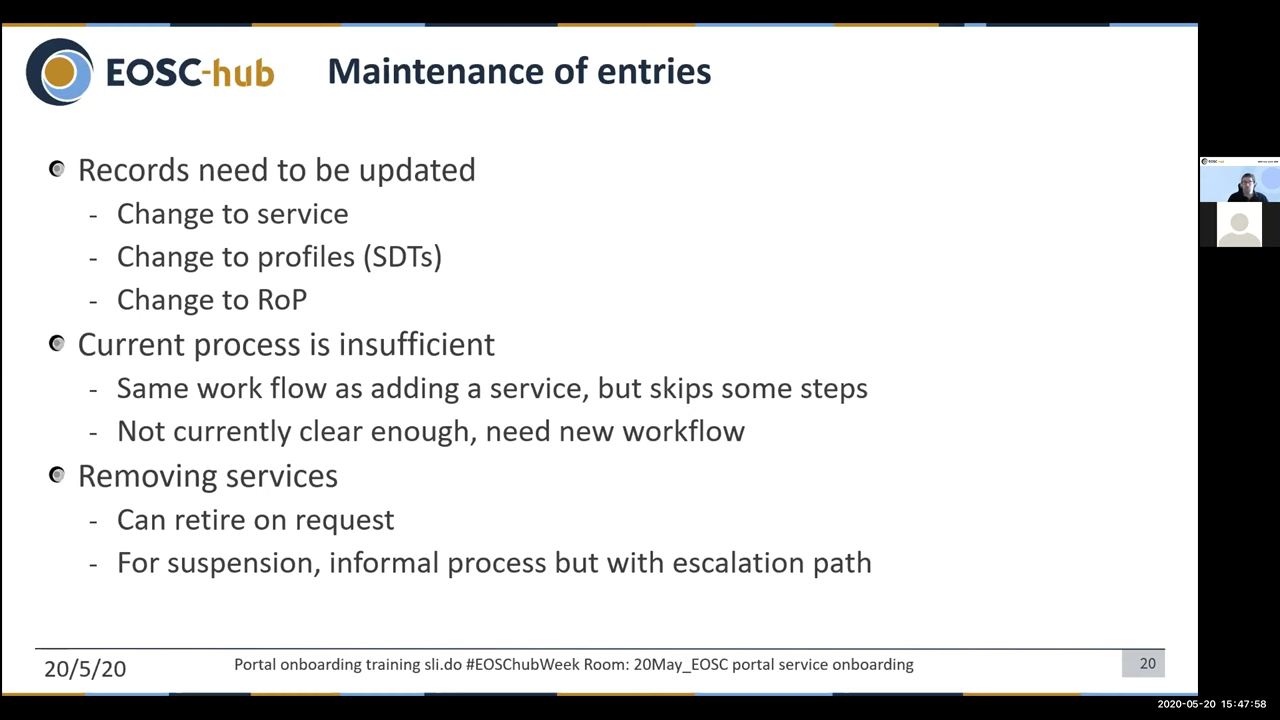 EOSC-hub
Maintenance of entries
Records need to be updated
- Change to service
- Change to profiles (SDTs)
- Change to RoP
Current process is insufficient
- Same work flow as adding a service, but skips some steps
- Not currently clear enough, need new workflow
Removing services
- Can retire on request
- For suspension, informal process but with escalation path
20/5/20
Portal onboarding training sli.do #EOSChubWeek Room: 20May_EOSC portal service onboarding
20
2020-05-20 15:47:58